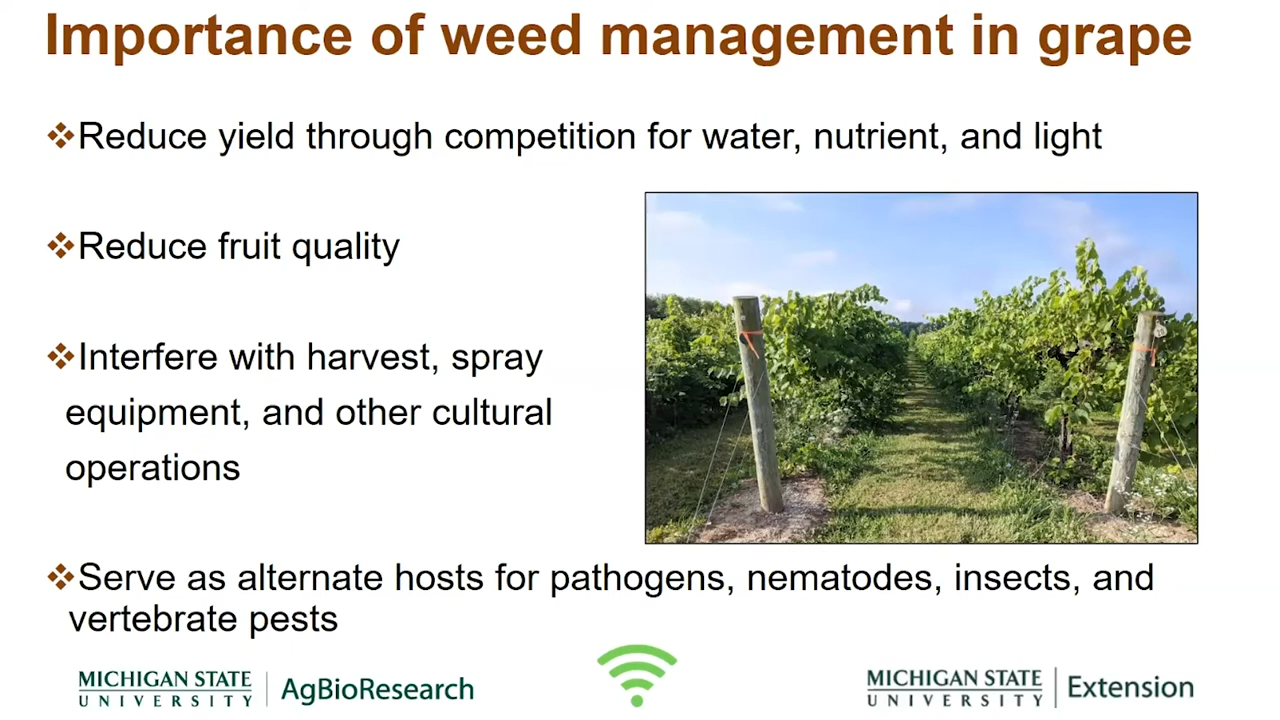 Importance of weed management in grape
❖Reduce yield through competition for water, nutrient, and light
❖Reduce fruit quality
❖Interfere with harvest, spray
equipment, and other cultural
operations
❖Serve as alternate hosts for pathogens, nematodes, insects, and
vertebrate pests
MICHIGAN STATE
UNIVERSITY
AgBioResearch
MICHIGAN STATE
UNIVERSITY
Extension